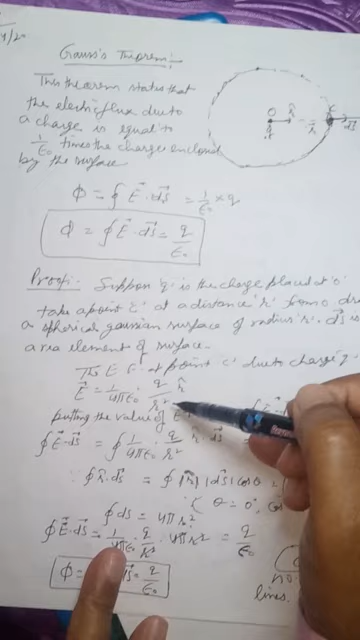 Gauss's Theorem:-
This theorem states that
the electric flux due to
a charge is equal to
1/ε₀ times the charge enclosed
by the surface
O r̂ r C
ds⃗
ϕ = ∮ E⃗ . ds⃗ = 1/ε₀ × q
ϕ = ∮ E⃗ . ds⃗ = q/ε₀
Proof:- Suppose 'q' is the charge placed at 'o'
take a point 'c' at a distance 'r' from o
a spherical gaussian surface of radius 'r'. ds is
area element of surface.
The E F at point c due to charge q
E⃗ = 1/4πε₀ . q/r² r̂
putting the value of E
∮ E⃗ . ds⃗ = ∮ 1/4πε₀ . q/r² r̂ ds⃗
∵ ∮ r̂ . ds⃗ = ∮ |r̂| |ds⃗| cosθ =
(θ = 0°,
∮ ds = 4πr²
∮ E⃗ . ds⃗ = 1/4πε₀ . q/r² . 4πr² = q/ε₀
ϕ = ds⃗ = q/ε₀
lines.